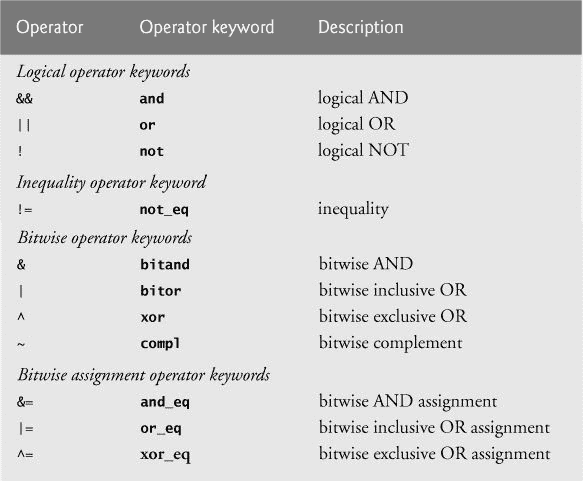 Operator Operator keyword Description
Logical operator keywords
&& and logical AND
|| or logical OR
! not logical NOT
Inequality operator keyword
!= not_eq inequality
Bitwise operator keywords
& bitand bitwise AND
| bitor bitwise inclusive OR
^ xor bitwise exclusive OR
~ compl bitwise complement
Bitwise assignment operator keywords
&= and_eq bitwise AND assignment
|= or_eq bitwise inclusive OR assignment
^= xor_eq bitwise exclusive OR assignment